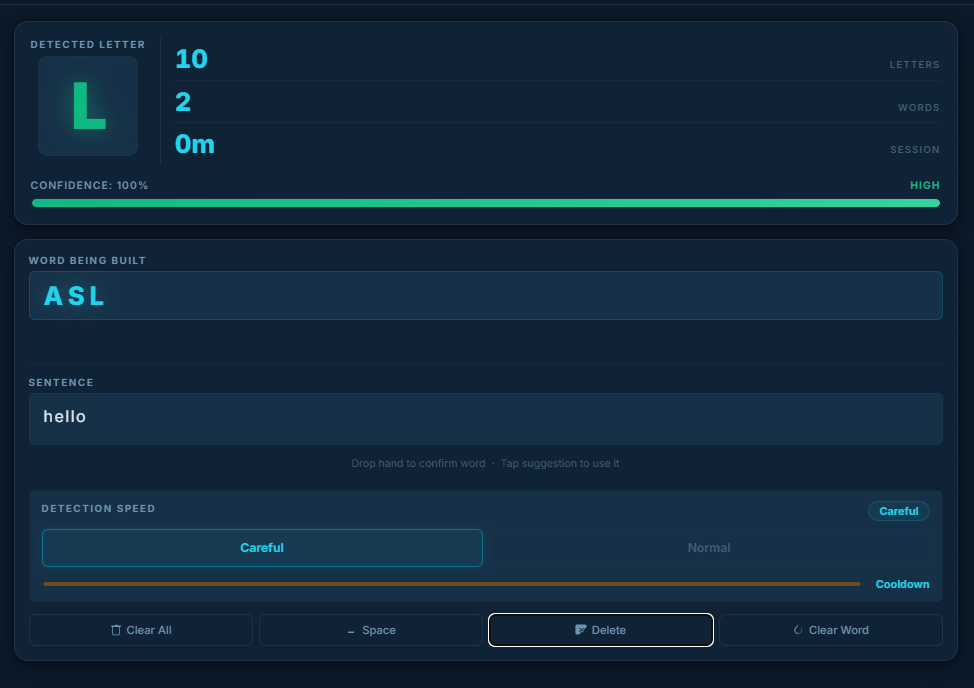 DETECTED LETTER
L
10 LETTERS
2 WORDS
0m SESSION
CONFIDENCE: 100% HIGH
WORD BEING BUILT
ASL
SENTENCE
hello
Drop hand to confirm word · Tap suggestion to use it
DETECTION SPEED Careful
Careful Normal
Cooldown
Clear All Space Delete Clear Word